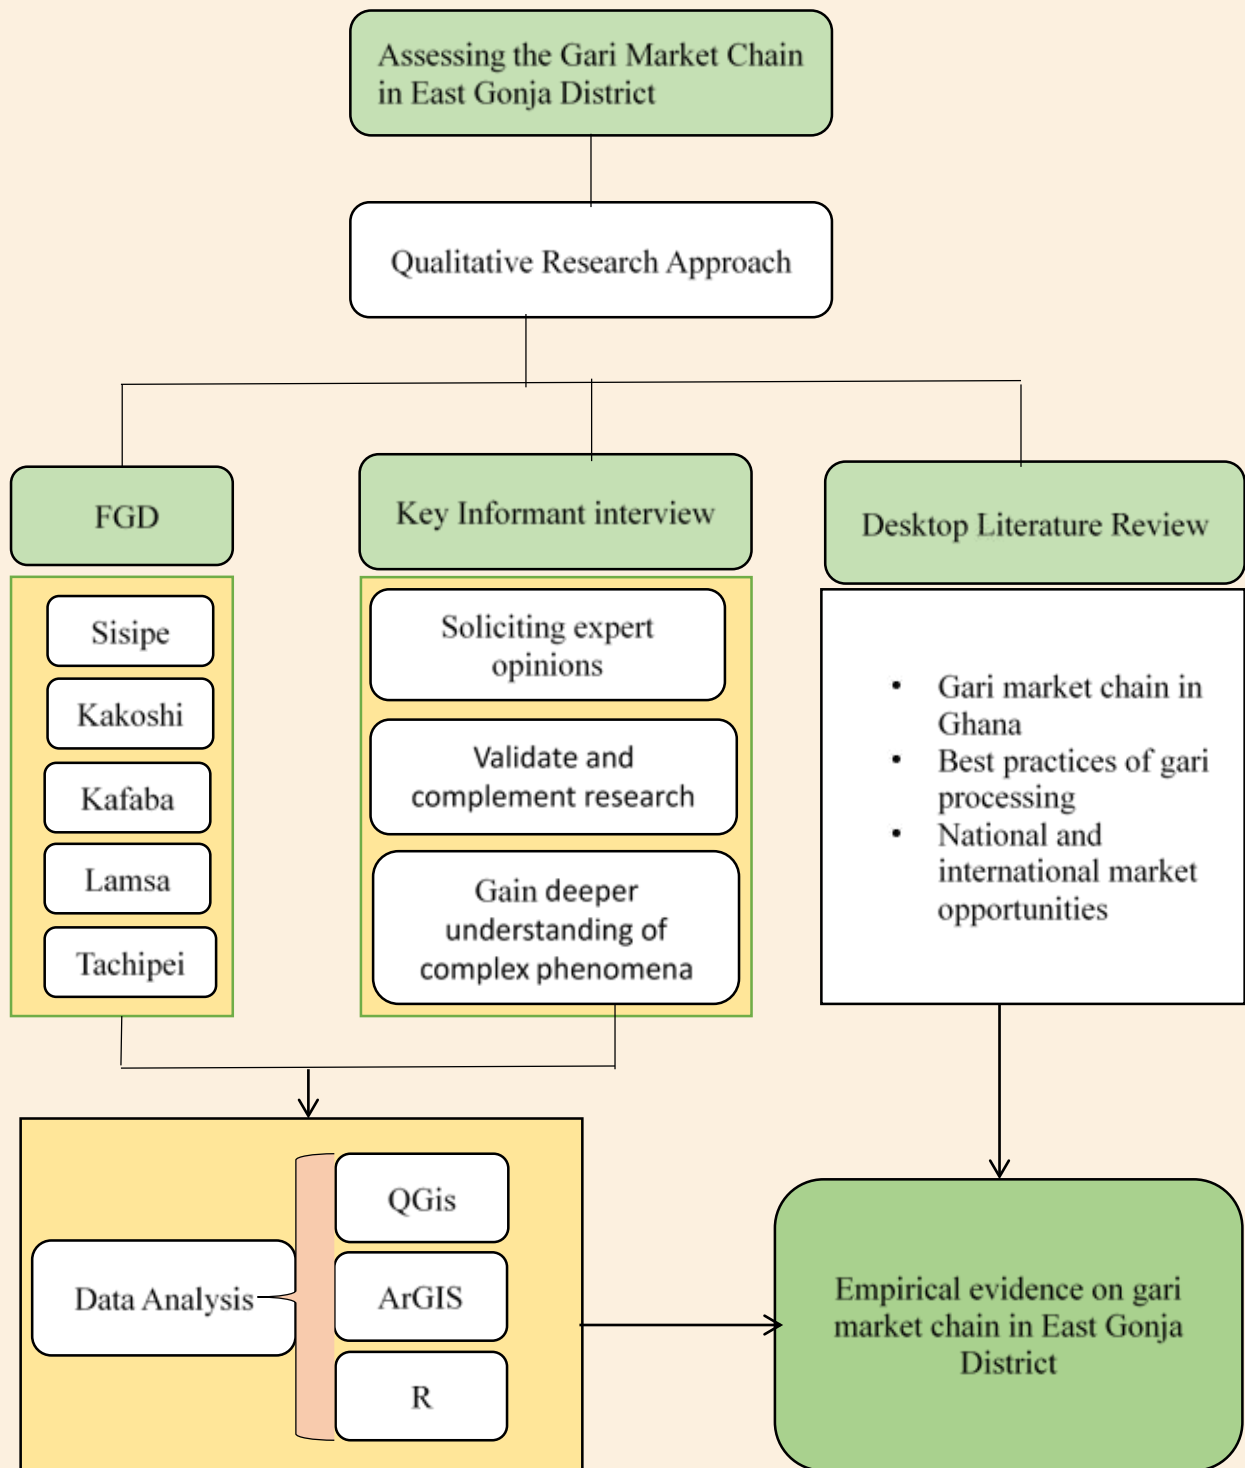 Assessing the Gari Market Chain
in East Gonja District
Qualitative Research Approach
FGD
Sisipe
Kakoshi
Kafaba
Lamsa
Tachipei
Key Informant interview
Soliciting expert
opinions
Validate and
complement research
Gain deeper
understanding of
complex phenomena
Desktop Literature Review
• Gari market chain in
Ghana
• Best practices of gari
processing
• National and
international market
opportunities
Data Analysis
QGis
ArGIS
R
Empirical evidence on gari
market chain in East Gonja
District